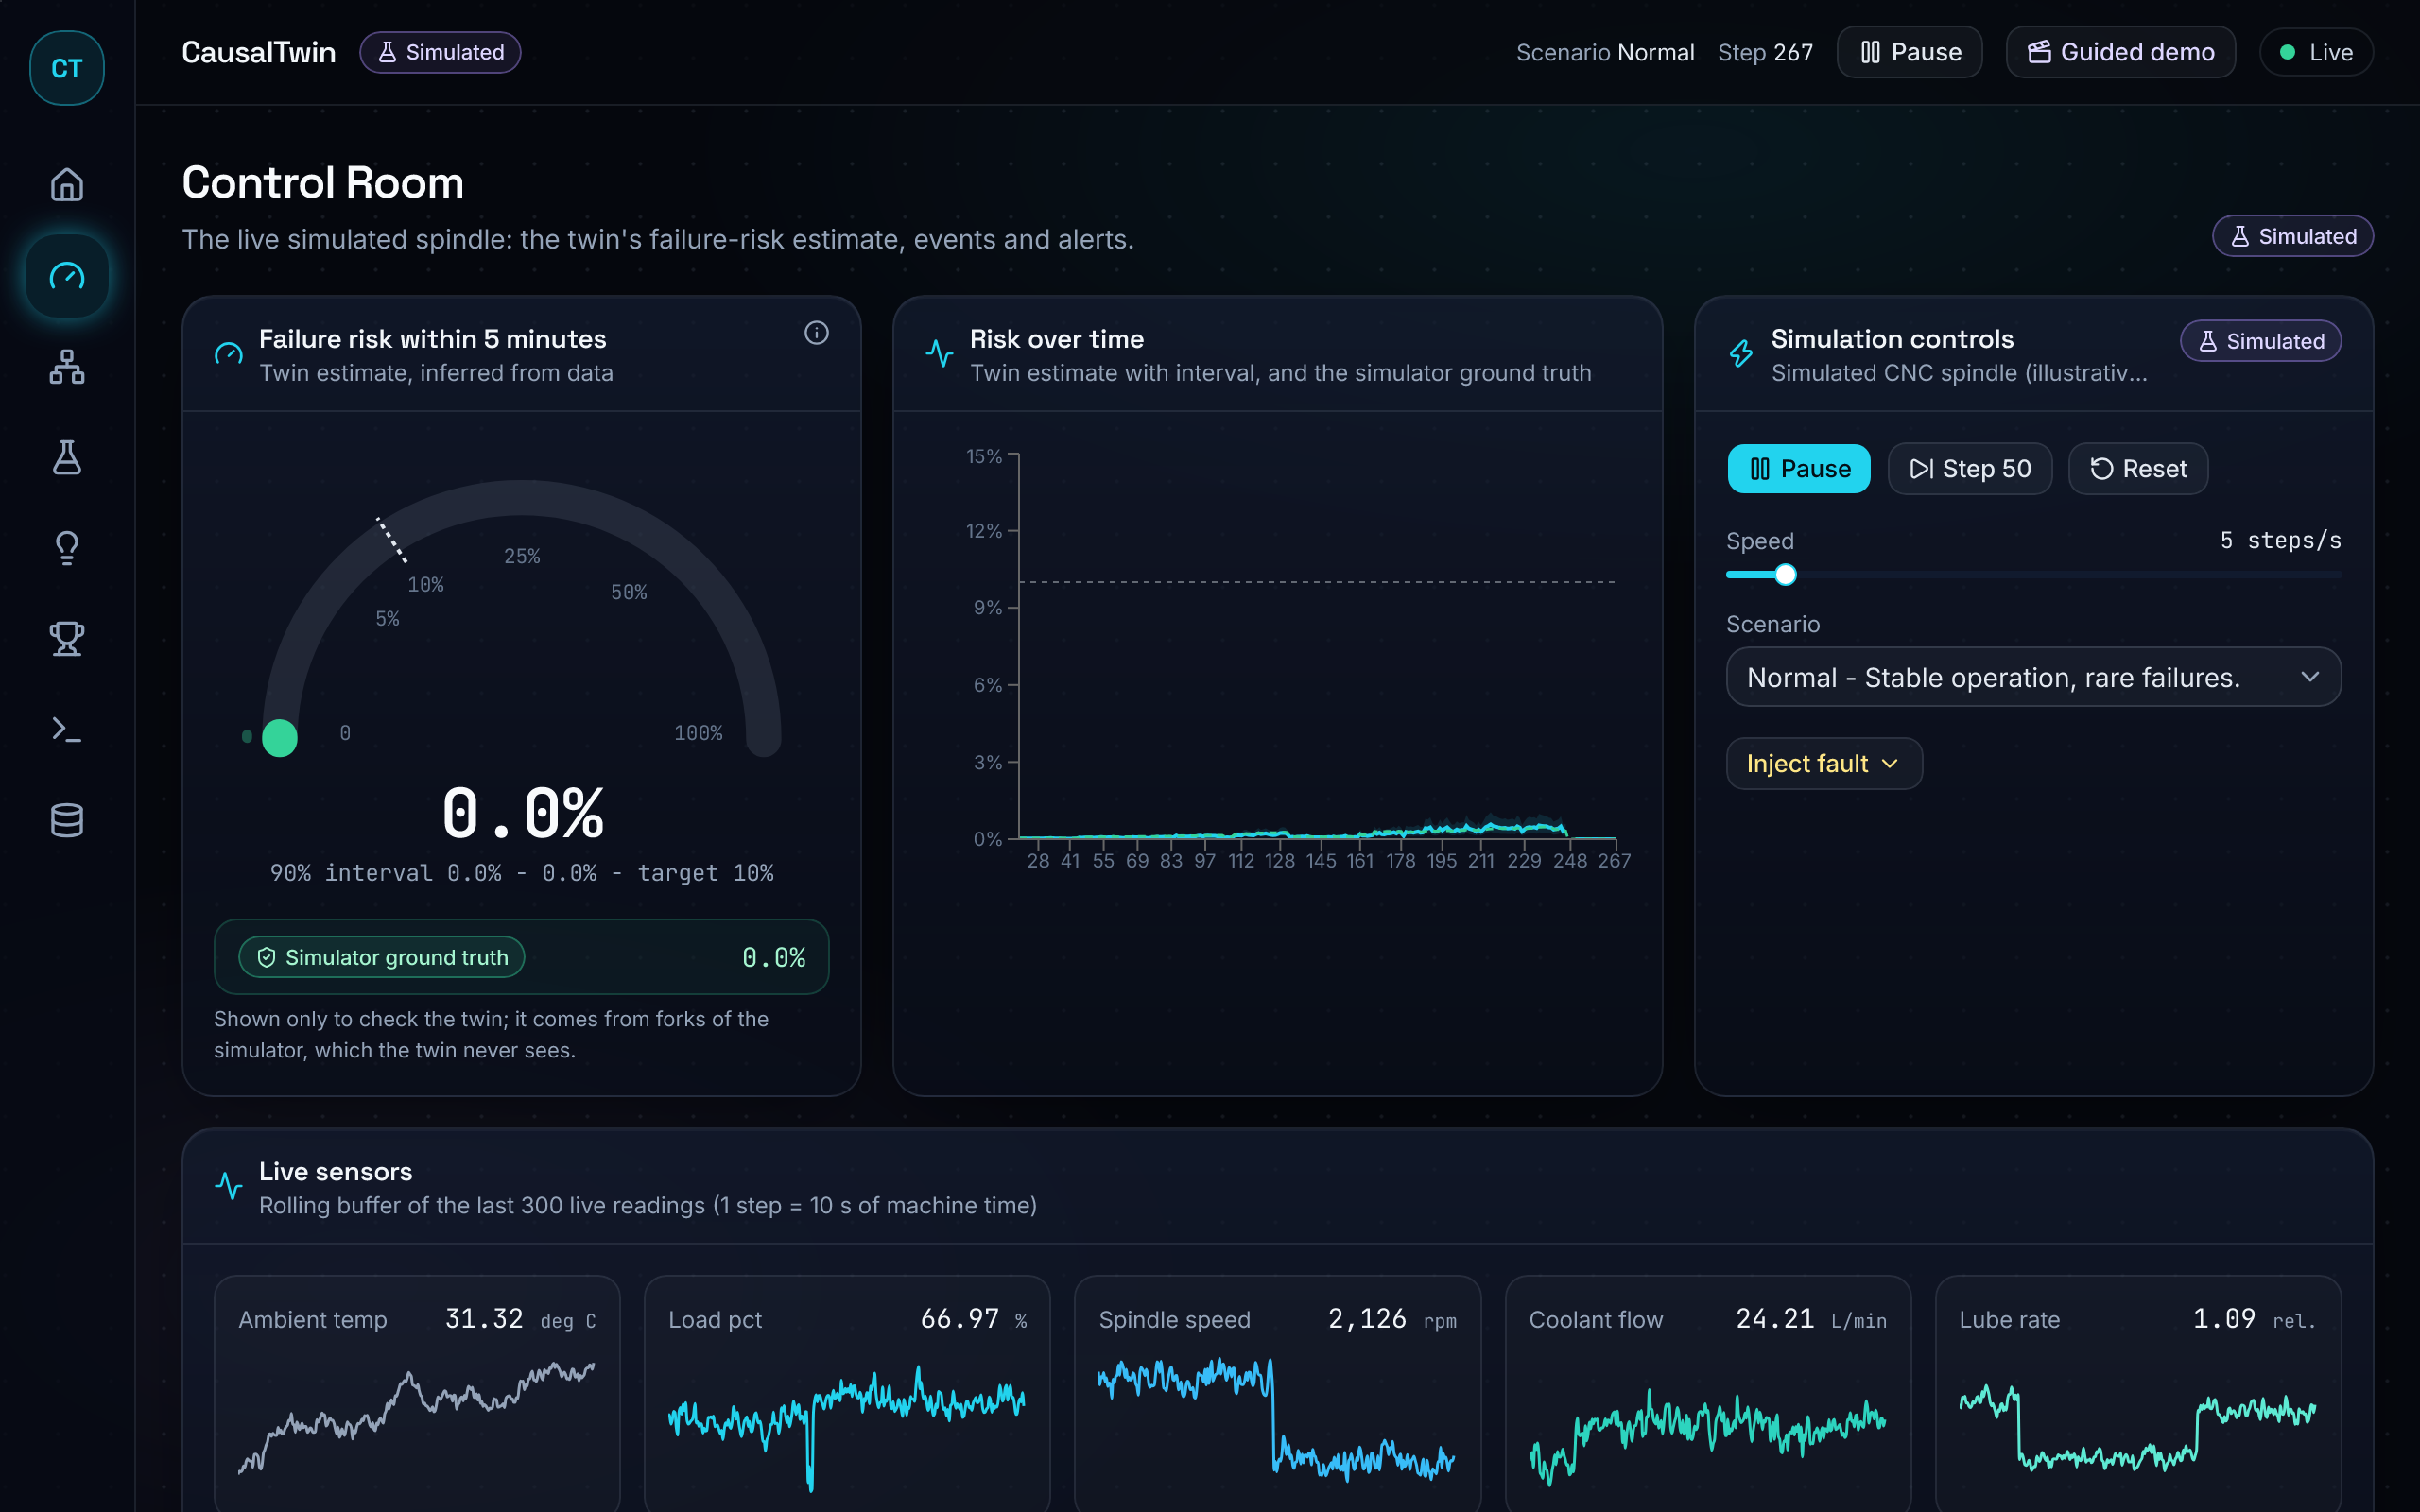 CT
CausalTwin
Simulated
Scenario Normal
Step 267
Pause
Guided demo
Live
Control Room
The live simulated spindle: the twin's failure-risk estimate, events and alerts.
Simulated
Failure risk within 5 minutes
Twin estimate, inferred from data
25%
10%
50%
5%
0
100%
0.0%
90% interval 0.0% - 0.0% - target 10%
Simulator ground truth
0.0%
Shown only to check the twin; it comes from forks of the
simulator, which the twin never sees.
Risk over time
Twin estimate with interval, and the simulator ground truth
15%
12%
9%
6%
3%
0%
28 41 55 69 83 97 112 128 145 161 178 195 211 229 248 267
Simulation controls
Simulated CNC spindle (illustrativ...
Simulated
Pause
Step 50
Reset
Speed
5 steps/s
Scenario
Normal - Stable operation, rare failures.
Inject fault
Live sensors
Rolling buffer of the last 300 live readings (1 step = 10 s of machine time)
Ambient temp 31.32 deg C
Load pct 66.97 %
Spindle speed 2,126 rpm
Coolant flow 24.21 L/min
Lube rate 1.09 rel.